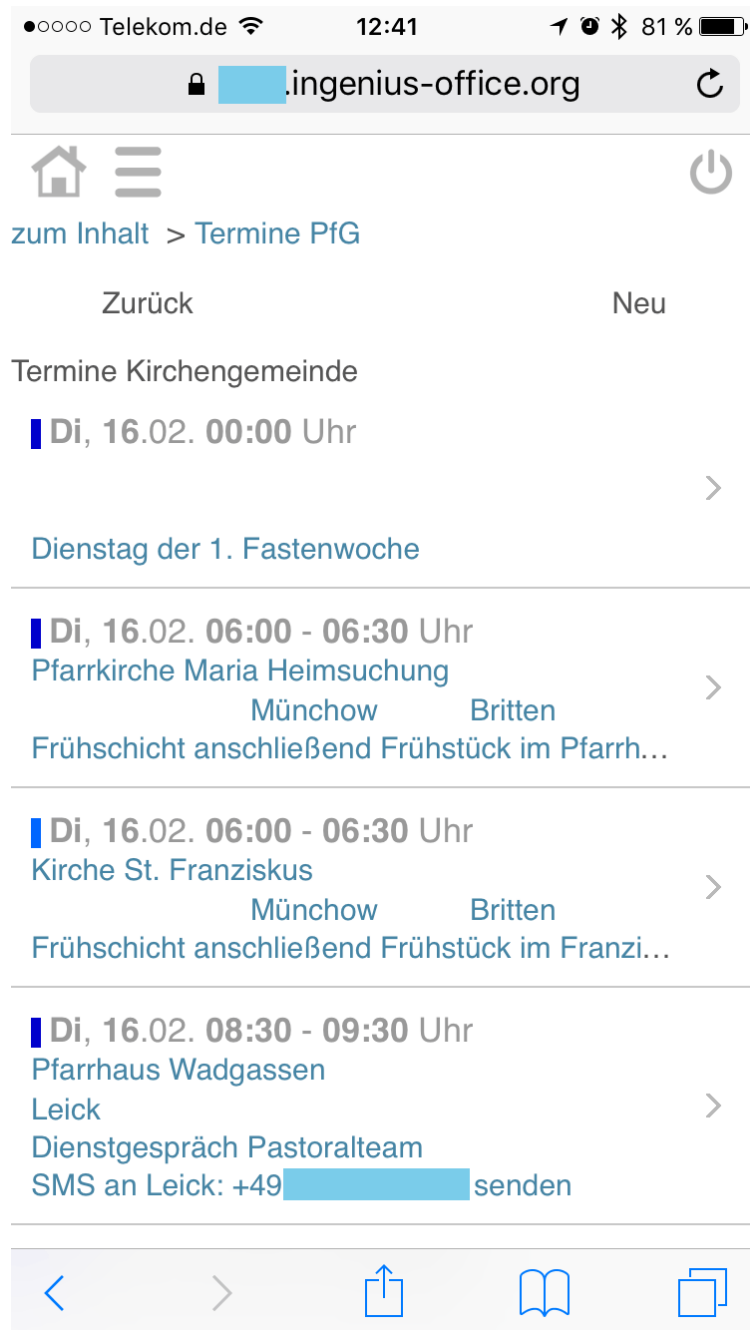 Telekom.de 12:41 81 %
.ingenius-office.org
zum Inhalt > Termine PfG
Zurück Neu
Termine Kirchengemeinde
Di, 16.02. 00:00 Uhr
Dienstag der 1. Fastenwoche
Di, 16.02. 06:00 - 06:30 Uhr
Pfarrkirche Maria Heimsuchung
Münchow Britten
Frühschicht anschließend Frühstück im Pfarrh...
Di, 16.02. 06:00 - 06:30 Uhr
Kirche St. Franziskus
Münchow Britten
Frühschicht anschließend Frühstück im Franzi...
Di, 16.02. 08:30 - 09:30 Uhr
Pfarrhaus Wadgassen
Leick
Dienstgespräch Pastoralteam
SMS an Leick: +49 senden